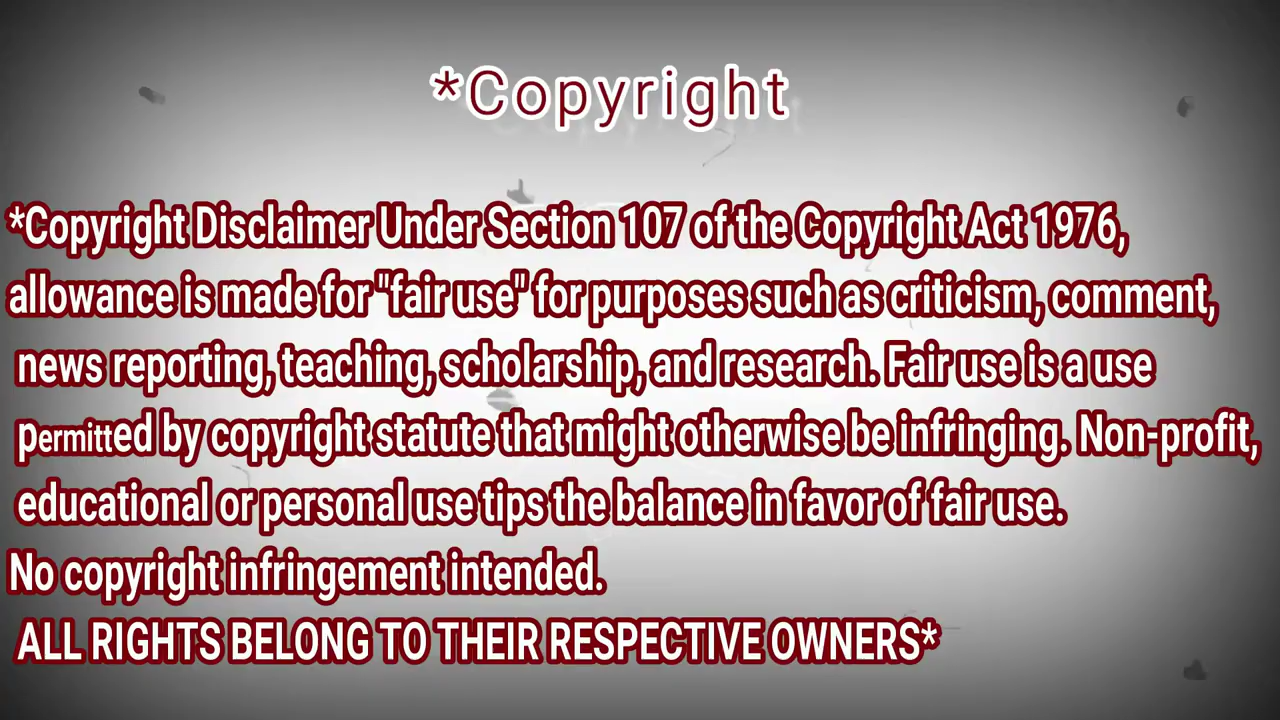 *Copyright
*Copyright Disclaimer Under Section 107 of the Copyright Act 1976,
allowance is made for "fair use" for purposes such as criticism, comment,
news reporting, teaching, scholarship, and research. Fair use is a use
permitted by copyright statute that might otherwise be infringing. Non-profit,
educational or personal use tips the balance in favor of fair use.
No copyright infringement intended.
ALL RIGHTS BELONG TO THEIR RESPECTIVE OWNERS*